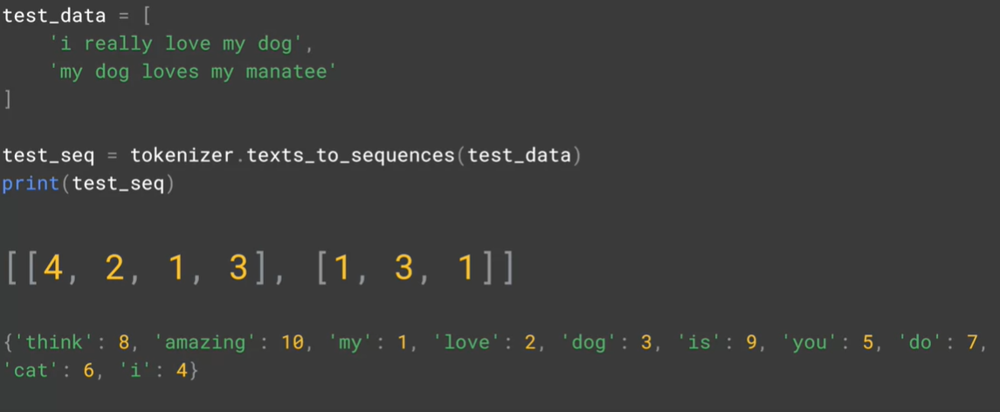 test_data = [
    'i really love my dog',
    'my dog loves my manatee'
]
test_seq = tokenizer.texts_to_sequences(test_data)
print(test_seq)
[[4, 2, 1, 3], [1, 3, 1]]
{'think': 8, 'amazing': 10, 'my': 1, 'love': 2, 'dog': 3, 'is': 9, 'you': 5, 'do': 7,
'cat': 6, 'i': 4}